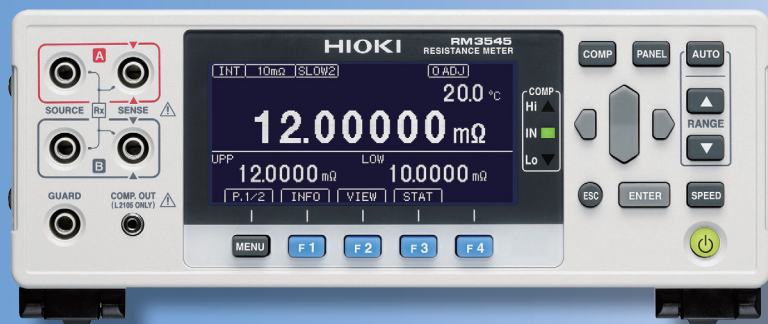 HIOKI
RM3545
RESISTANCE METER
A
SOURCE Rx SENSE
B
GUARD
COMP. OUT
(L2105 ONLY)
INT 10mΩ SLOW2 0ADJ
20.0 °C
12.00000 mΩ
UPP 12.0000 mΩ LOW 10.0000 mΩ
P.1/2 INFO VIEW STAT
COMP
Hi
IN
Lo
MENU F1 F2 F3 F4
COMP PANEL AUTO
RANGE
ESC ENTER SPEED